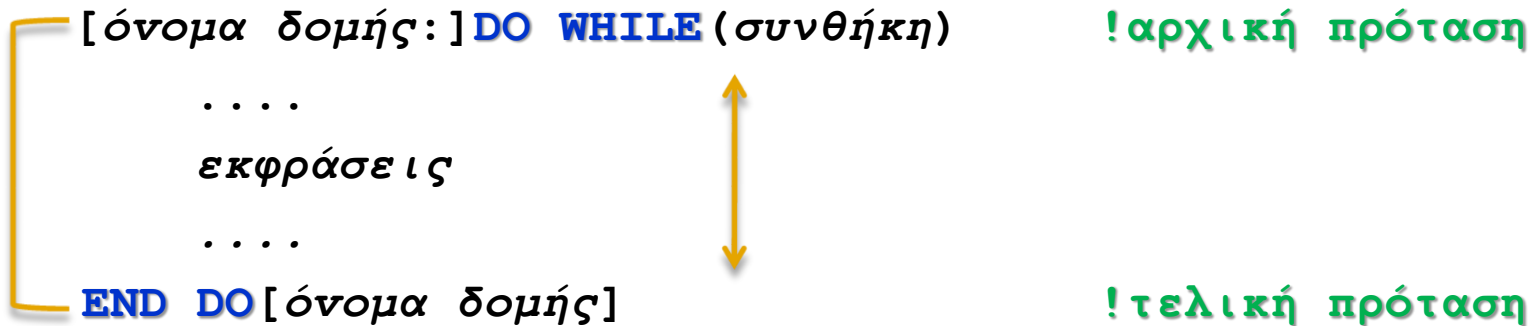 [όνομα δομής:]DO WHILE(συνθήκη) !αρχική πρόταση
....
εκφράσεις
....
END DO[όνομα δομής] !τελική πρόταση